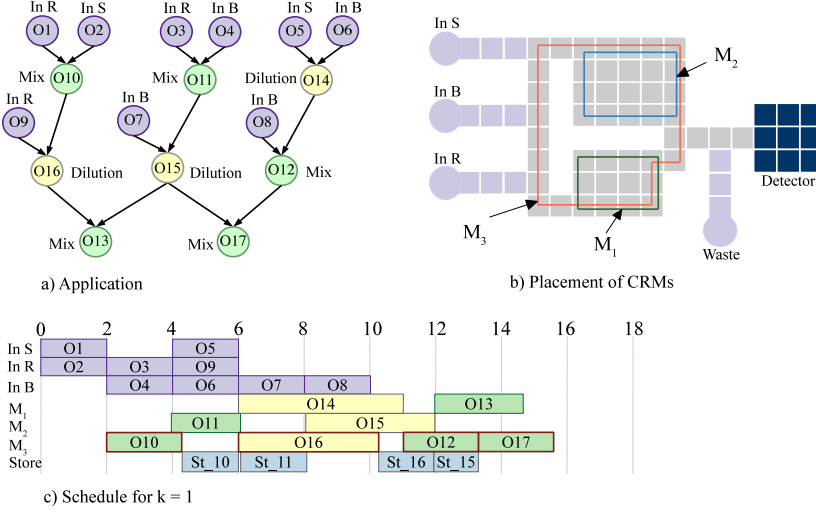 In R In S In R In B In S In B
O1 O2 O3 O4 O5 O6
Mix O10 Mix O11 Dilution O14
In R In B In B
O9 O7 O8
O16 Dilution O15 Dilution O12 Mix
Mix O13 Mix O17
a) Application
In S
M2
In B
In R
Detector
M3
M1
Waste
b) Placement of CRMs
0 2 4 6 8 10 12 14 16 18
In S O1 O5
In R O2 O3 O9
In B O4 O6 O7 O8
M1 O14 O13
M2 O11 O15
M3 O10 O16 O12 O17
Store St_10 St_11 St_16 St_15
c) Schedule for k = 1